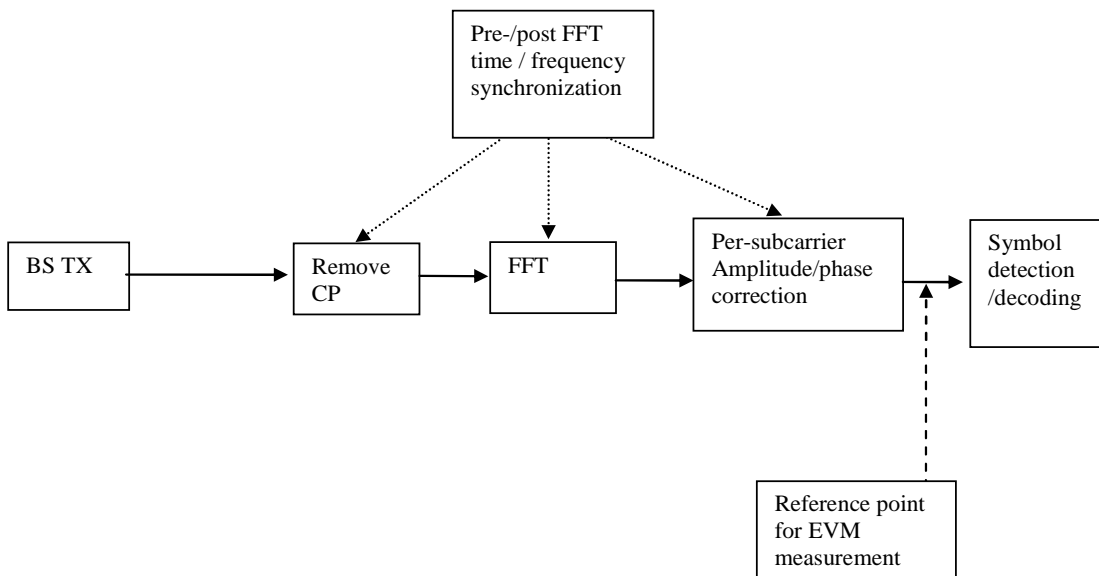 Pre-/post FFT
time / frequency
synchronization
BS TX
Remove
CP
FFT
Per-subcarrier
Amplitude/phase
correction
Symbol
detection
/decoding
Reference point
for EVM
measurement